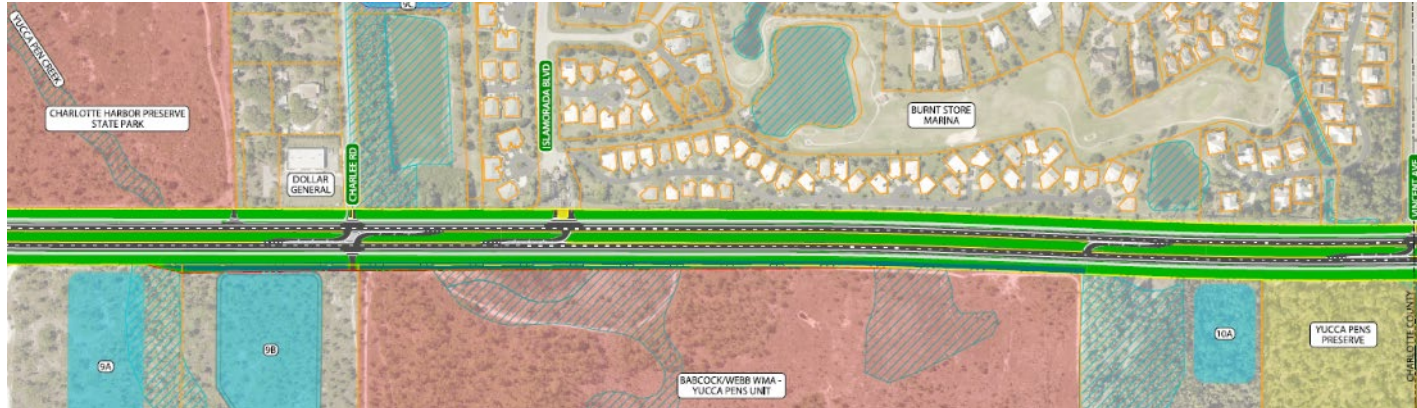 9C
YUCCA PEN CREEK
CHARLOTTE HARBOR PRESERVE
STATE PARK
DOLLAR
GENERAL
CHARLEE RD
ISLAMORADA BLVD
BURNT STORE
MARINA
VINCENT AVE
9A
9B
BABCOCK/WEBB WMA -
YUCCA PENS UNIT
10A
YUCCA PENS
PRESERVE
CHARLOTTE COUNTY